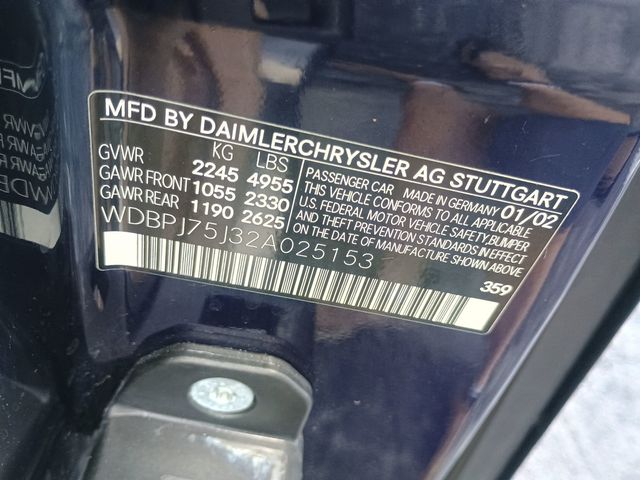 MFD BY DAIMLERCHRYSLER AG STUTTGART
KG LBS
GVWR 2245 4955
GAWR FRONT 1055 2330
GAWR REAR 1190 2625
WDBPJ75J32A025153
PASSENGER CAR MADE IN GERMANY 01/02
THIS VEHICLE COMPLIES WITH ALL APPLICABLE
U.S. FEDERAL MOTOR VEHICLE SAFETY,BUMPER
AND THEFT PREVENTION STANDARDS IN EFFECT
ON THE DATE OF MANUFACTURE SHOWN ABOVE
359